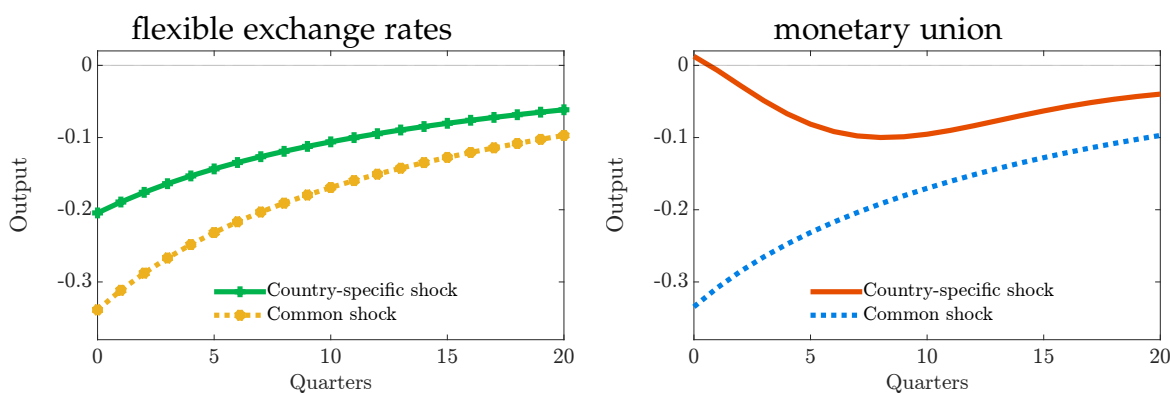 flexible exchange rates
0
-0.1
-0.2
-0.3
Output
Country-specific shock
Common shock
0 5 10 15 20
Quarters
monetary union
0
-0.1
-0.2
-0.3
Output
Country-specific shock
Common shock
0 5 10 15 20
Quarters